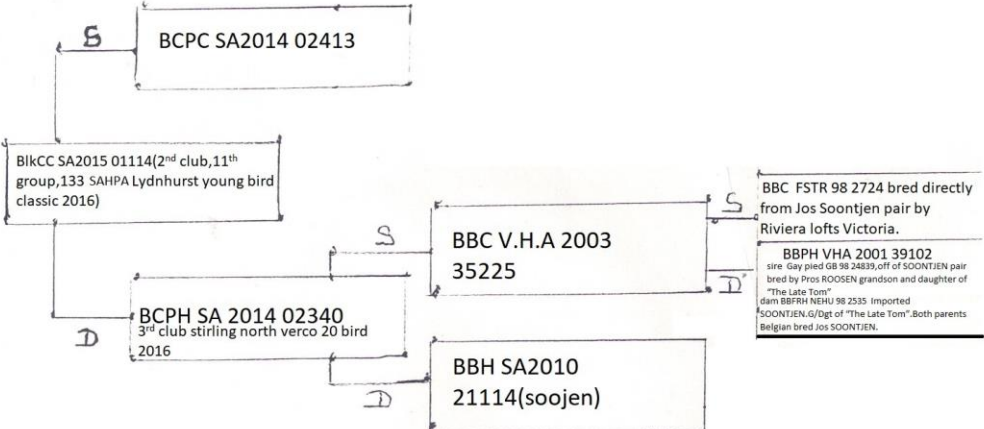 S
BCPC SA2014 02413
BlkCC SA2015 01114(2nd club,11th
group,133 SAHPA Lydnhurst young bird
classic 2016)
D
BCPH SA 2014 02340
3rd club stirling north verco 20 bird
2016
S
BBC V.H.A 2003
35225
D
BBH SA2010
21114(soojen)
S
BBC FSTR 98 2724 bred directly
from Jos Soontjen pair by
Riviera lofts Victoria.
D
BBPH VHA 2001 39102
sire Gay pied GB 98 24839,off of SOONTJEN pair
bred by Pros ROOSEN grandson and daughter of
"The Late Tom"
dam BBFRH NEHU 98 2535 Imported
SOONTJEN.G/Dgt of "The Late Tom".Both parents
Belgian bred Jos SOONTJEN.